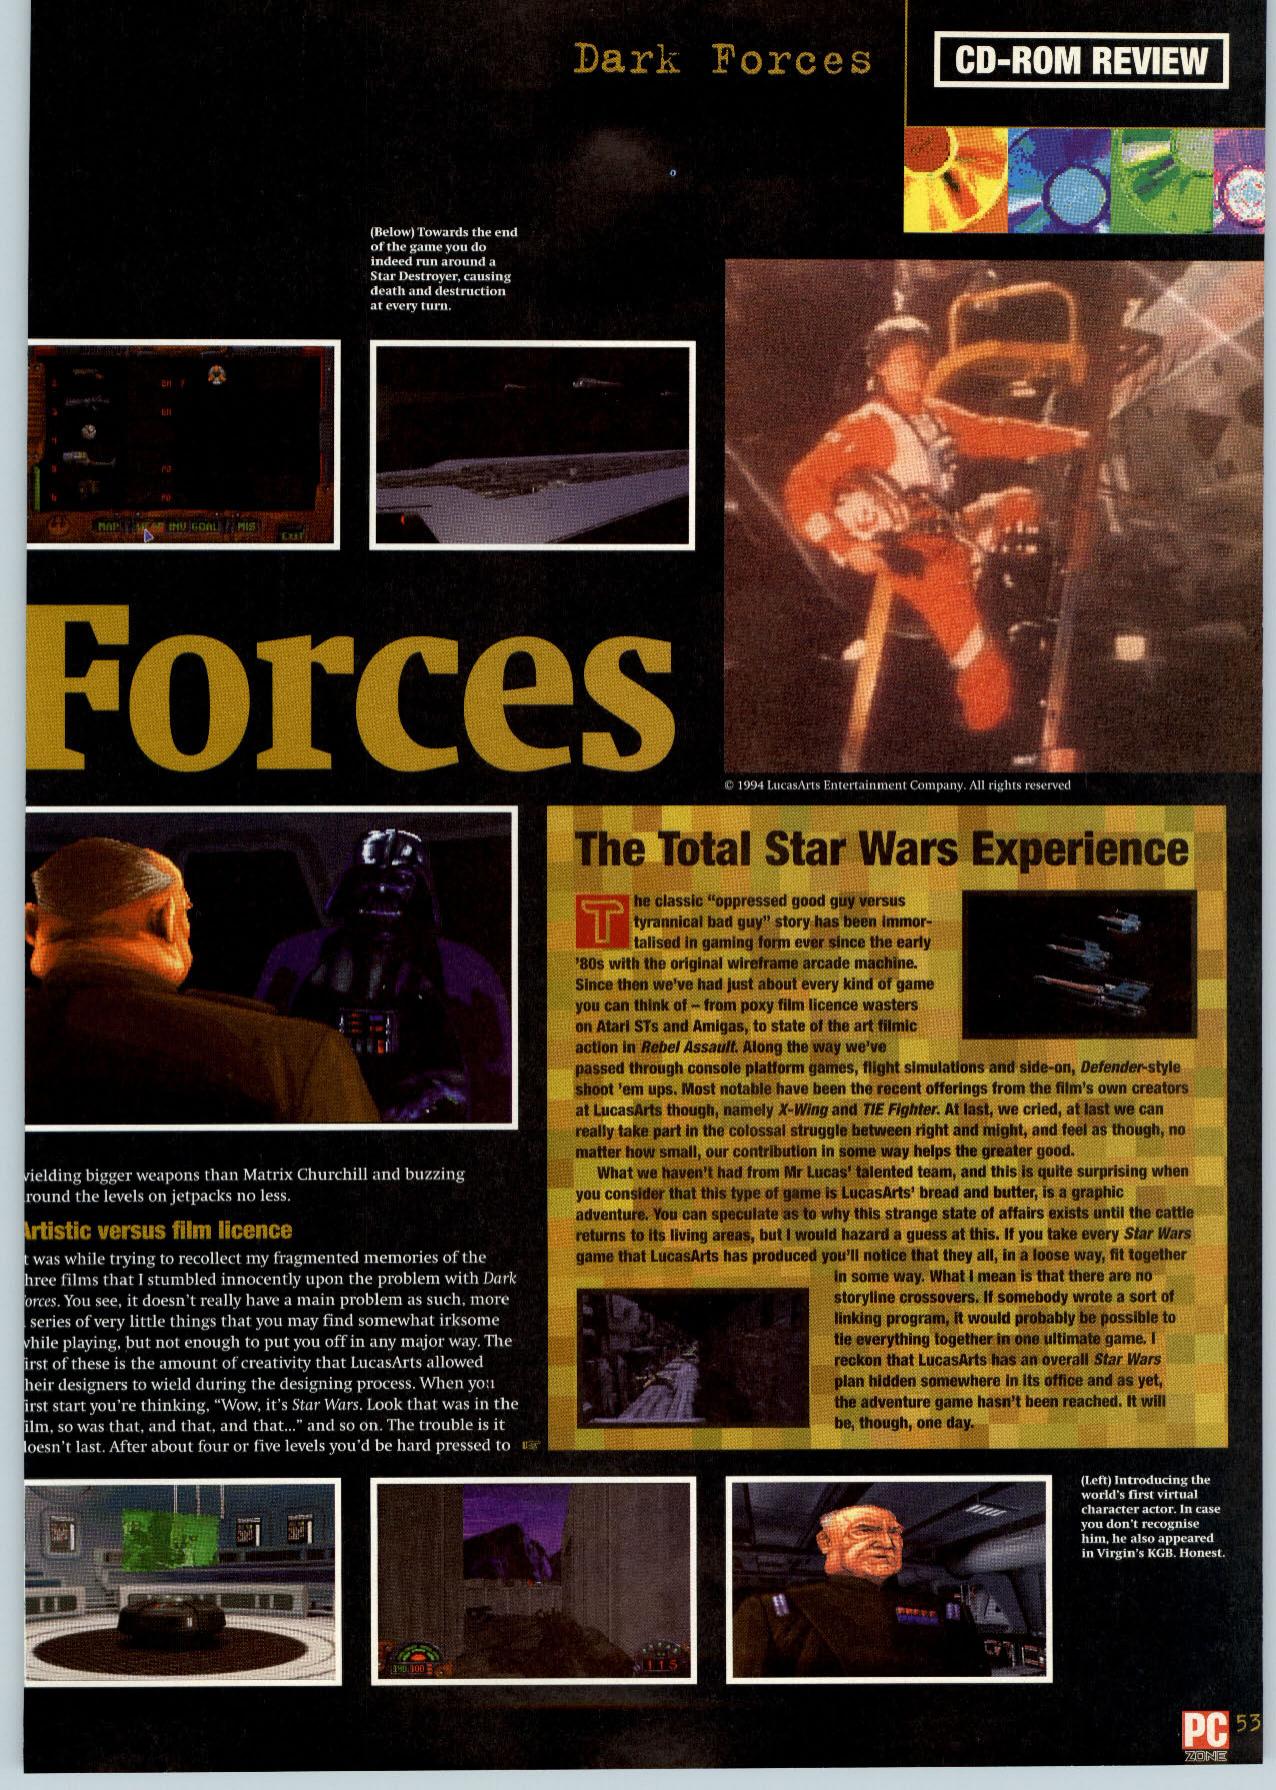 Dark Forces
CD-ROM REVIEW
(Below) Towards the end
of the game you do
indeed run around a
Star Destroyer, causing
death and destruction
at every turn.
MAP INV GOAL MIS
EXIT
Forces
© 1994 LucasArts Entertainment Company. All rights reserved
The Total Star Wars Experience
The classic “oppressed good guy versus
tyrannical bad guy” story has been immor-
talised in gaming form ever since the early
’80s with the original wireframe arcade machine.
Since then we’ve had just about every kind of game
you can think of – from poxy film licence wasters
on Atari STs and Amigas, to state of the art filmic
action in Rebel Assault. Along the way we’ve
passed through console platform games, flight simulations and side-on, Defender-style
shoot ’em ups. Most notable have been the recent offerings from the film’s own creators
at LucasArts though, namely X-Wing and TIE Fighter. At last, we cried, at last we can
really take part in the colossal struggle between right and might, and feel as though, no
matter how small, our contribution in some way helps the greater good.
What we haven’t had from Mr Lucas’ talented team, and this is quite surprising when
you consider that this type of game is LucasArts’ bread and butter, is a graphic
adventure. You can speculate as to why this strange state of affairs exists until the cattle
returns to its living areas, but I would hazard a guess at this. If you take every Star Wars
game that LucasArts has produced you’ll notice that they all, in a loose way, fit together
in some way. What I mean is that there are no
storyline crossovers. If somebody wrote a sort of
linking program, it would probably be possible to
tie everything together in one ultimate game. I
reckon that LucasArts has an overall Star Wars
plan hidden somewhere in its office and as yet,
the adventure game hasn’t been reached. It will
be, though, one day.
vielding bigger weapons than Matrix Churchill and buzzing
round the levels on jetpacks no less.
Artistic versus film licence
t was while trying to recollect my fragmented memories of the
hree films that I stumbled innocently upon the problem with Dark
orces. You see, it doesn’t really have a main problem as such, more
series of very little things that you may find somewhat irksome
while playing, but not enough to put you off in any major way. The
irst of these is the amount of creativity that LucasArts allowed
heir designers to wield during the designing process. When you
irst start you’re thinking, “Wow, it’s Star Wars. Look that was in the
ilm, so was that, and that, and that...” and so on. The trouble is it
doesn’t last. After about four or five levels you’d be hard pressed to
115
(Left) Introducing the
world’s first virtual
character actor. In case
you don’t recognise
him, he also appeared
in Virgin’s KGB. Honest.
PC
ZONE
53